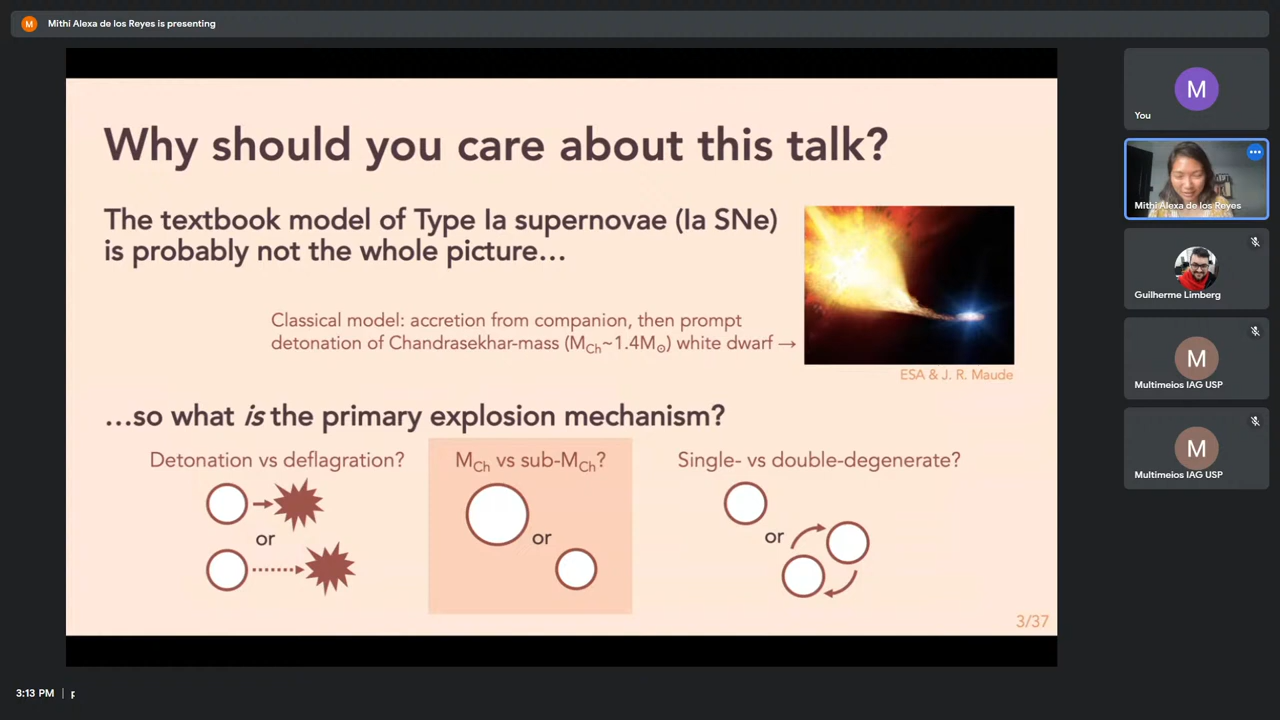 M Mithi Alexa de los Reyes is presenting
Why should you care about this talk?
The textbook model of Type Ia supernovae (Ia SNe)
is probably not the whole picture…
Classical model: accretion from companion, then prompt
detonation of Chandrasekhar-mass (MCh~1.4M⊙) white dwarf →
ESA & J. R. Maude
…so what is the primary explosion mechanism?
Detonation vs deflagration?
or
MCh vs sub-MCh?
or
Single- vs double-degenerate?
or
3/37
M
You
Mithi Alexa de los Reyes
Guilherme Limberg
M
Multimeios IAG USP
M
Multimeios IAG USP
3:13 PM